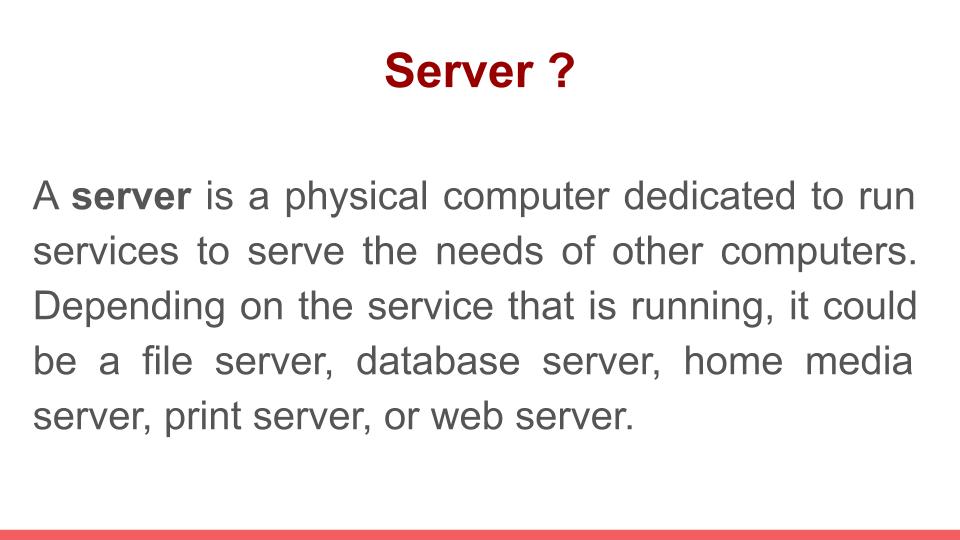 Server ?
A server is a physical computer dedicated to run
services to serve the needs of other computers.
Depending on the service that is running, it could
be a file server, database server, home media
server, print server, or web server.